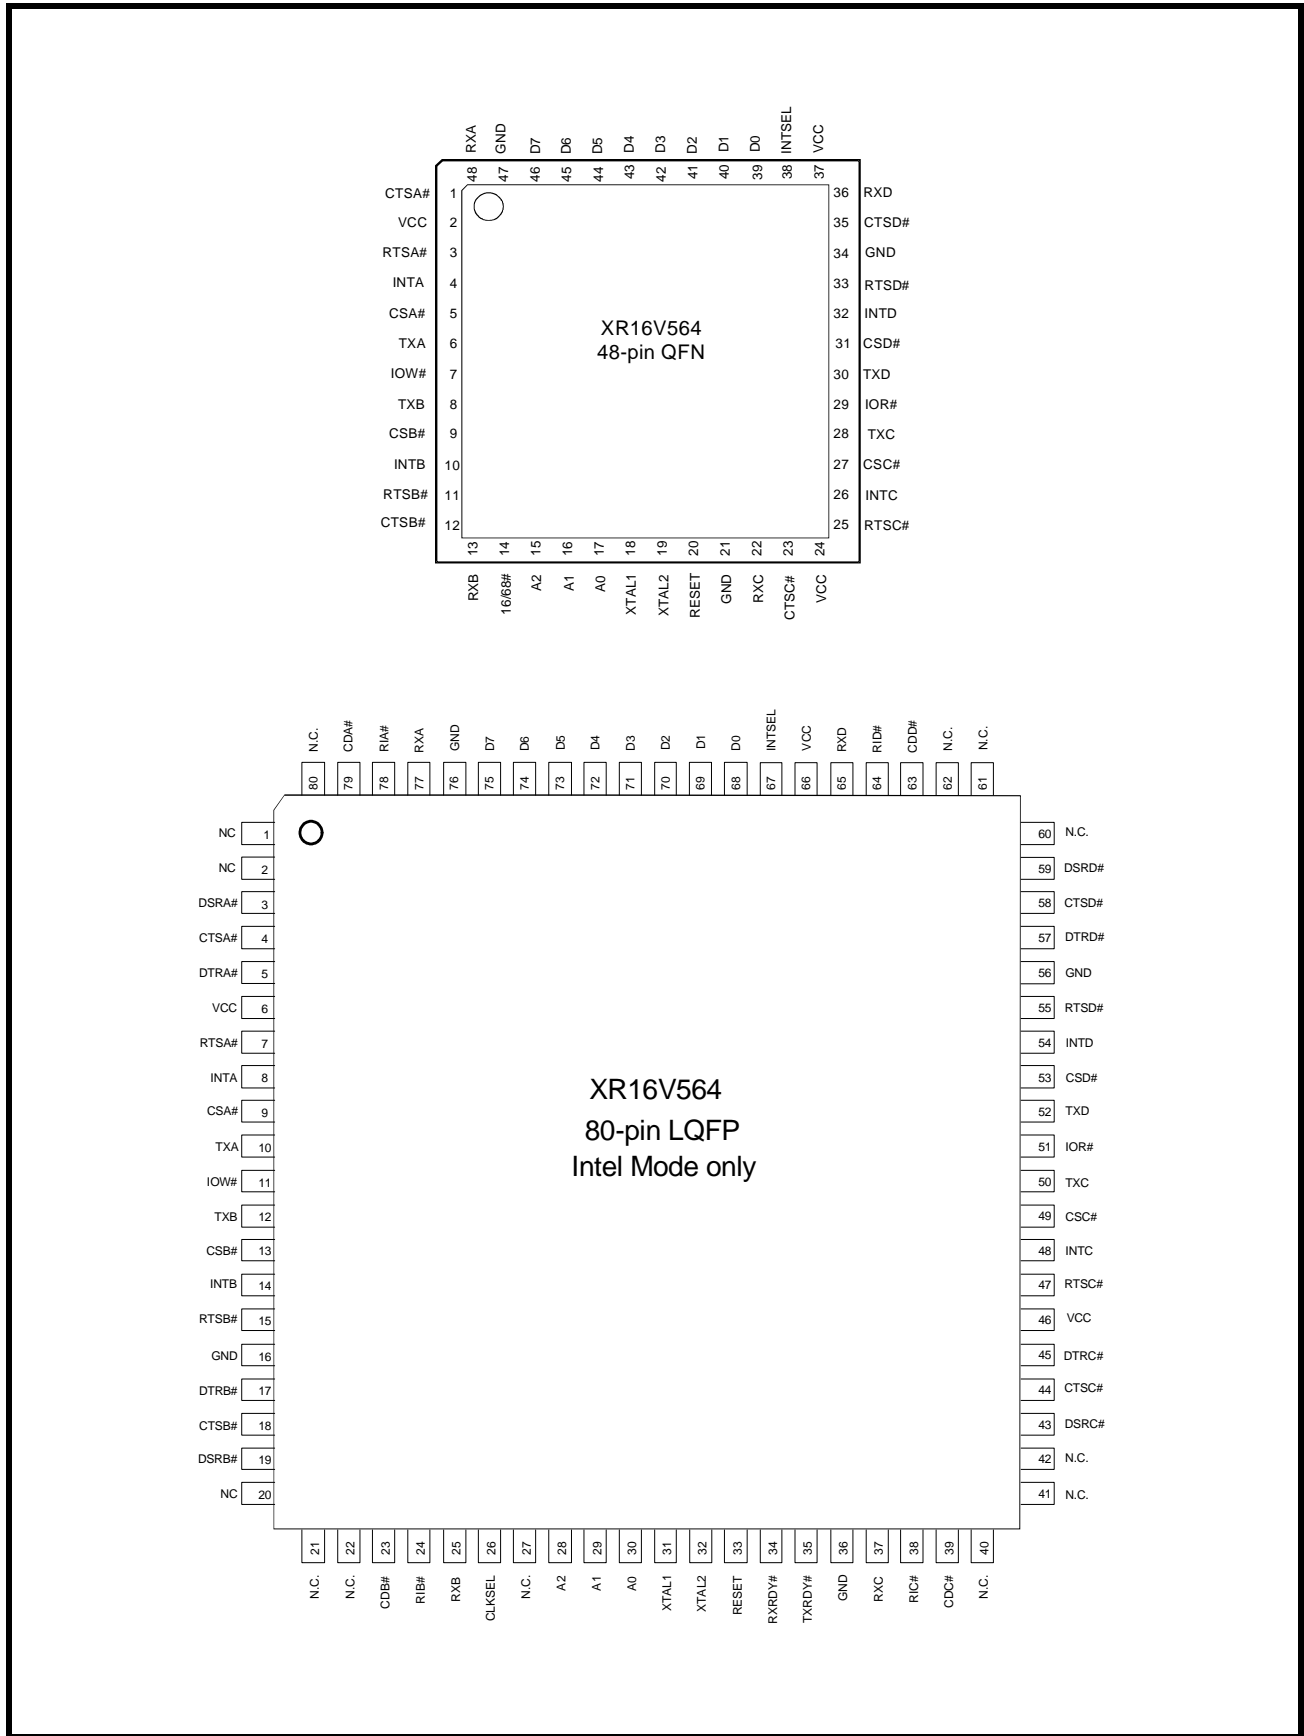 RXA GND D7 D6 D5 D4 D3 D2 D1 D0 INTSEL VCC
48 47 46 45 44 43 42 41 40 39 38 37
CTSA# 1 36 RXD
VCC 2 35 CTSD#
RTSA# 3 34 GND
INTA 4 33 RTSD#
CSA# 5 32 INTD
XR16V564
TXA 6 31 CSD#
48-pin QFN
IOW# 7 30 TXD
TXB 8 29 IOR#
CSB# 9 28 TXC
INTB 10 27 CSC#
RTSB# 11 26 INTC
CTSB# 12 25 RTSC#
13 14 15 16 17 18 19 20 21 22 23 24
RXB 16/68# A2 A1 A0 XTAL1 XTAL2 RESET GND RXC CTSC# VCC
N.C. CDA# RIA# RXA GND D7 D6 D5 D4 D3 D2 D1 D0 INTSEL VCC RXD RID# CDD# N.C. N.C.
80 79 78 77 76 75 74 73 72 71 70 69 68 67 66 65 64 63 62 61
NC 1 60 N.C.
NC 2 59 DSRD#
DSRA# 3 58 CTSD#
CTSA# 4 57 DTRD#
DTRA# 5 56 GND
VCC 6 55 RTSD#
RTSA# 7 54 INTD
INTA 8 53 CSD#
XR16V564
CSA# 9 52 TXD
80-pin LQFP
TXA 10 51 IOR#
Intel Mode only
IOW# 11 50 TXC
TXB 12 49 CSC#
CSB# 13 48 INTC
INTB 14 47 RTSC#
RTSB# 15 46 VCC
GND 16 45 DTRC#
DTRB# 17 44 CTSC#
CTSB# 18 43 DSRC#
DSRB# 19 42 N.C.
NC 20 41 N.C.
21 22 23 24 25 26 27 28 29 30 31 32 33 34 35 36 37 38 39 40
N.C. N.C. CDB# RIB# RXB CLKSEL N.C. A2 A1 A0 XTAL1 XTAL2 RESET RXRDY# TXRDY# GND RXC RIC# CDC# N.C.